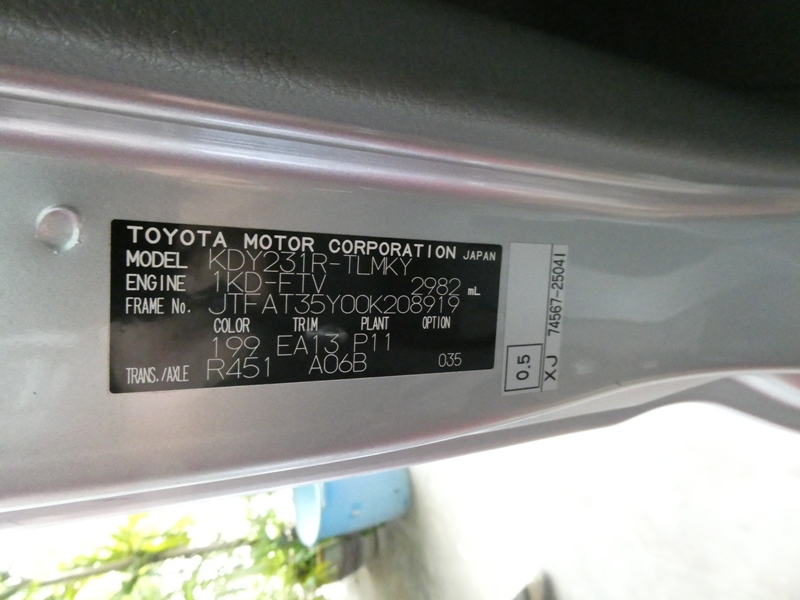 TOYOTA MOTOR CORPORATION JAPAN
MODEL KDY231R-TLMKY
ENGINE 1KD-FTV 2982 mL
FRAME No. JTFAT35Y00K208919
COLOR TRIM PLANT OPTION
199 EA13 P11
TRANS./AXLE R451 A06B 035
0.5
XJ 74567-25041